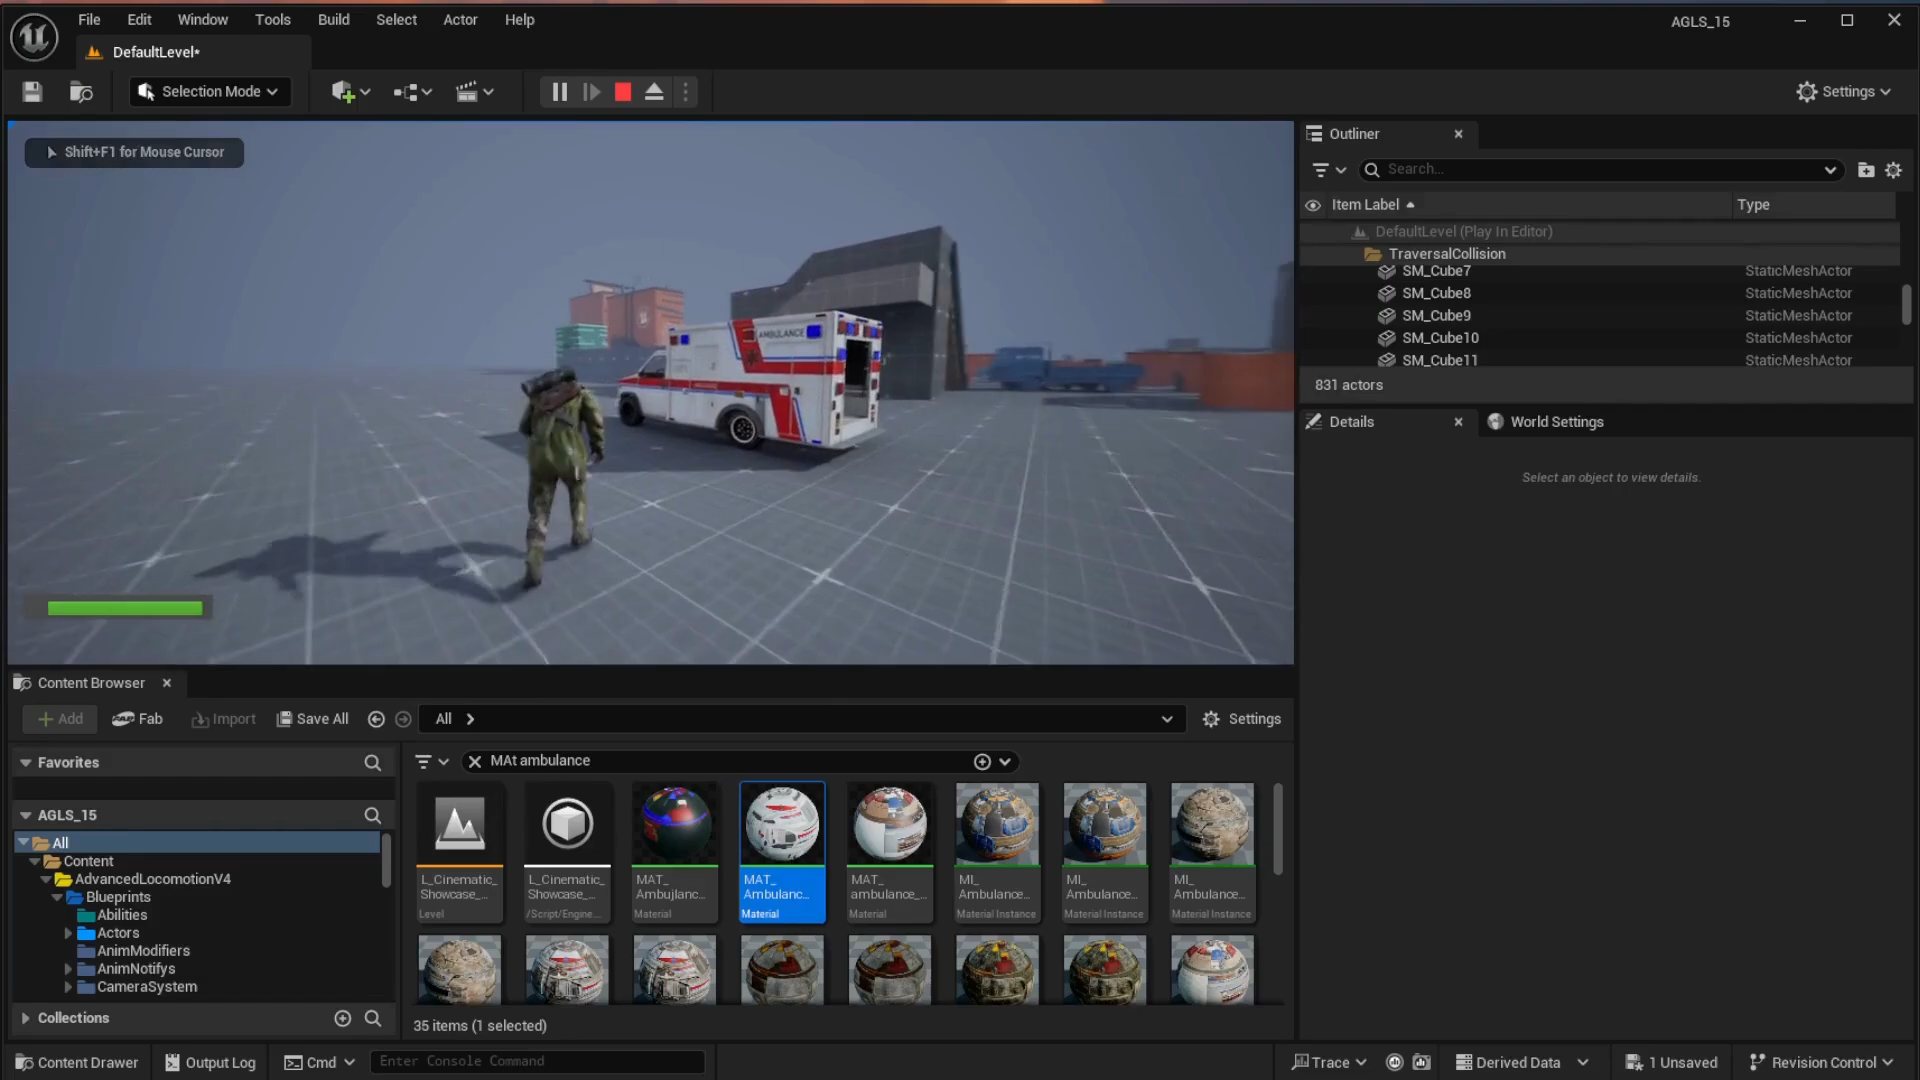 File Edit Window Tools Build Select Actor Help
AGLS_15
DefaultLevel*
Selection Mode
Settings
Shift+F1 for Mouse Cursor
AMBULANCE
Outliner
Search...
Item Label Type
DefaultLevel (Play In Editor)
TraversalCollision
SM_Cube7 StaticMeshActor
SM_Cube8 StaticMeshActor
SM_Cube9 StaticMeshActor
SM_Cube10 StaticMeshActor
SM_Cube11 StaticMeshActor
831 actors
Details World Settings
Select an object to view details.
Content Browser
Add Fab Import Save All All Settings
Favorites
MAt ambulance
AGLS_15
All
Content
AdvancedLocomotionV4
Blueprints
Abilities
Actors
AnimModifiers
AnimNotifys
CameraSystem
Collections
L_Cinematic_
Showcase_...
Level
L_Cinematic_
Showcase_...
/Script/Engine...
MAT_
Ambujlanc...
Material
MAT_
Ambulanc...
Material
MAT_
ambulance_...
Material
MI_
Ambulance...
Material Instance
MI_
Ambulance...
Material Instance
MI_
Ambulance...
Material Instance
35 items (1 selected)
Content Drawer Output Log Cmd Enter Console Command Trace Derived Data 1 Unsaved Revision Control